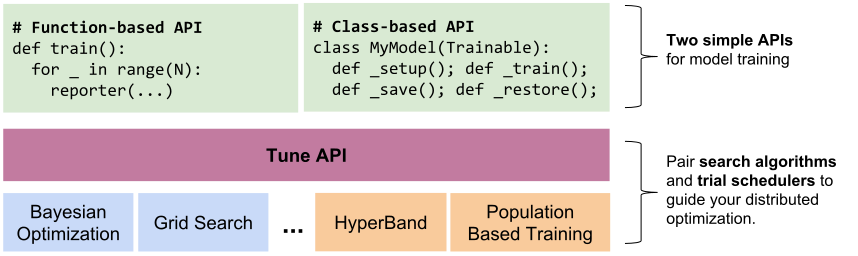 # Function-based API
def train():
  for _ in range(N):
    reporter(...)
# Class-based API
class MyModel(Trainable):
  def _setup(); def _train();
  def _save(); def _restore();
Two simple APIs
for model training
Tune API
Pair search algorithms
and trial schedulers to
guide your distributed
optimization.
Bayesian
Optimization
Grid Search
...
HyperBand
Population
Based Training